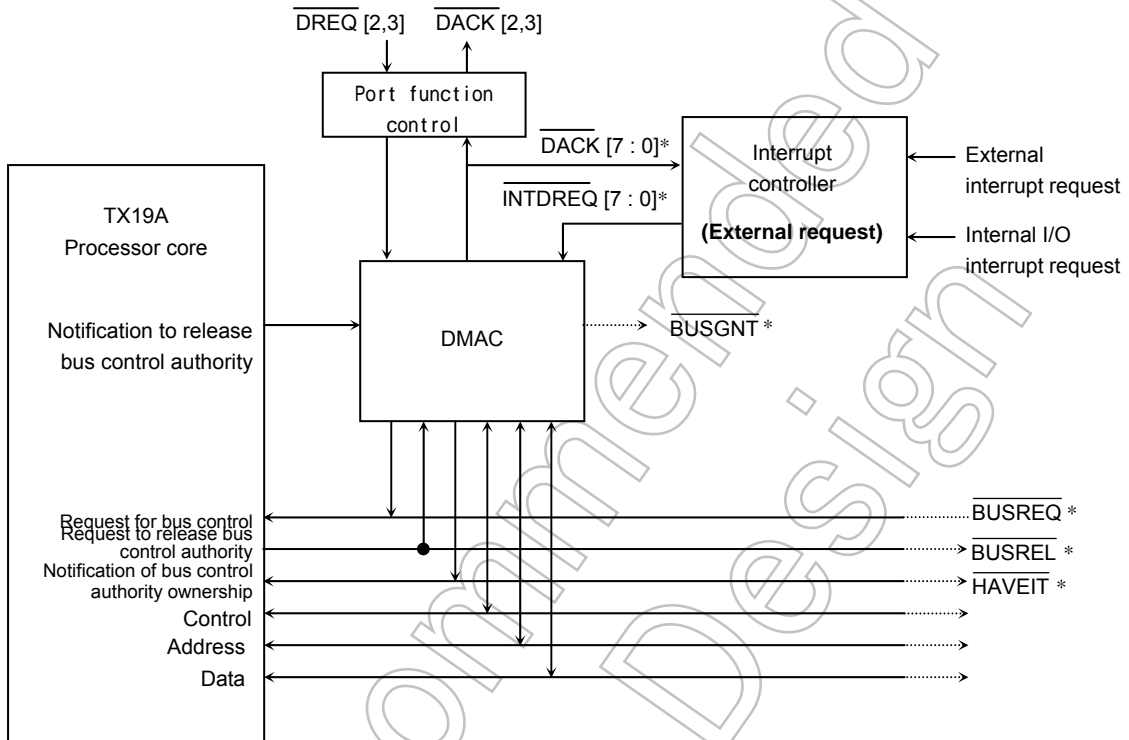 DREQ [2,3] DACK [2,3]
Port function
control
DACK [7 : 0]*
INTDREQ [7 : 0]*
Interrupt
controller
(External request)
External
interrupt request
Internal I/O
interrupt request
TX19A
Processor core
Notification to release
bus control authority
DMAC
BUSGNT *
Request for bus control
BUSREQ *
Request to release bus
control authority
BUSREL *
Notification of bus control
authority ownership
HAVEIT *
Control
Address
Data
ommended
Design